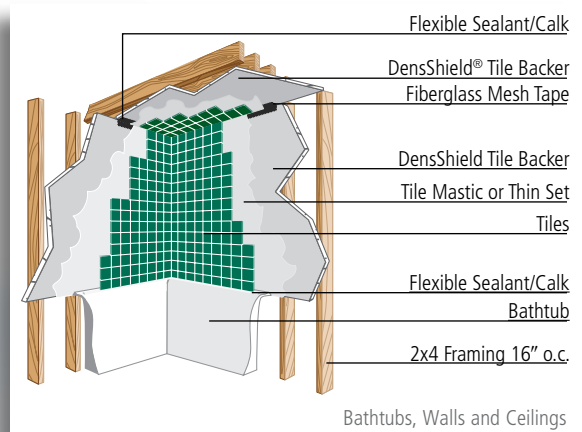 Flexible Sealant/Calk
DensShield® Tile Backer
Fiberglass Mesh Tape
DensShield Tile Backer
Tile Mastic or Thin Set
Tiles
Flexible Sealant/Calk
Bathtub
2x4 Framing 16” o.c.
Bathtubs, Walls and Ceilings